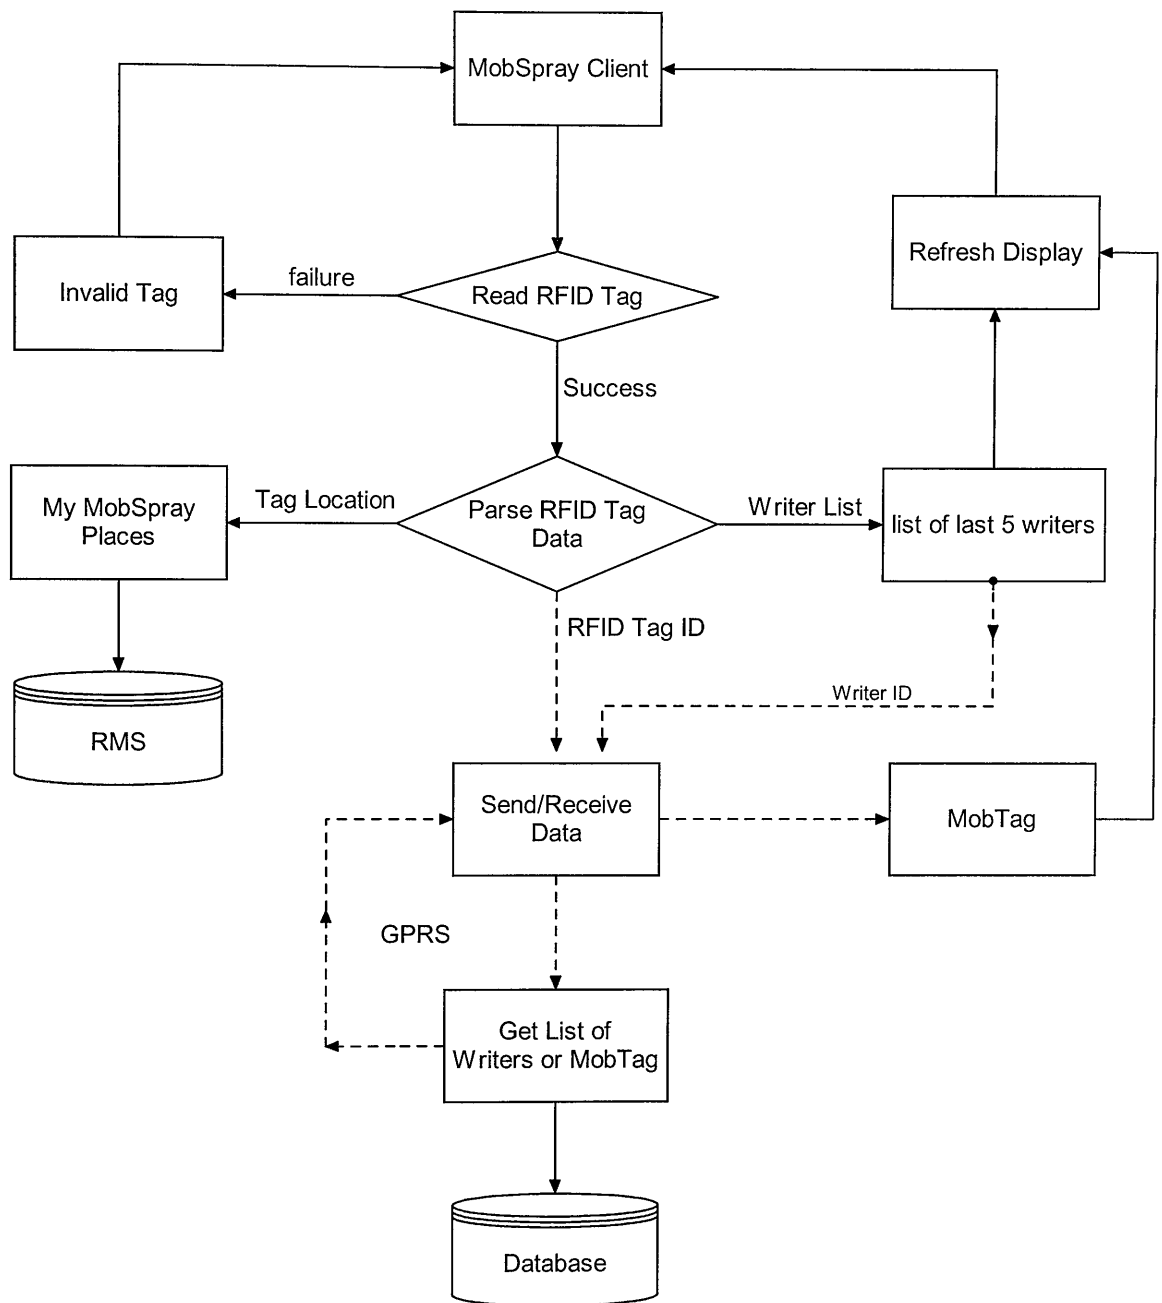 MobSpray Client
Refresh Display
Invalid Tag
failure
Read RFID Tag
Success
My MobSpray
Places
Tag Location
Parse RFID Tag
Data
Writer List
list of last 5 writers
RFID Tag ID
Writer ID
RMS
Send/Receive
Data
MobTag
GPRS
Get List of
Writers or MobTag
Database